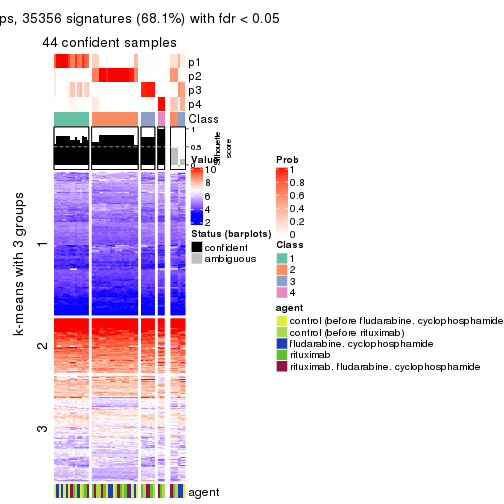 ps, 35356 signatures (68.1%) with fdr < 0.05
44 confident samples
p1
p2
p3
p4
Class
1
0.5
0
Silhouette
score
k-means with 3 groups
1
2
3
agent
Value
10
8
6
4
2
Status (barplots)
confident
ambiguous
Prob
1
0.8
0.6
0.4
0.2
0
Class
1
2
3
4
agent
control (before fludarabine. cyclophosphamide
control (before rituximab)
fludarabine. cyclophosphamide
rituximab
rituximab. fludarabine. cyclophosphamide